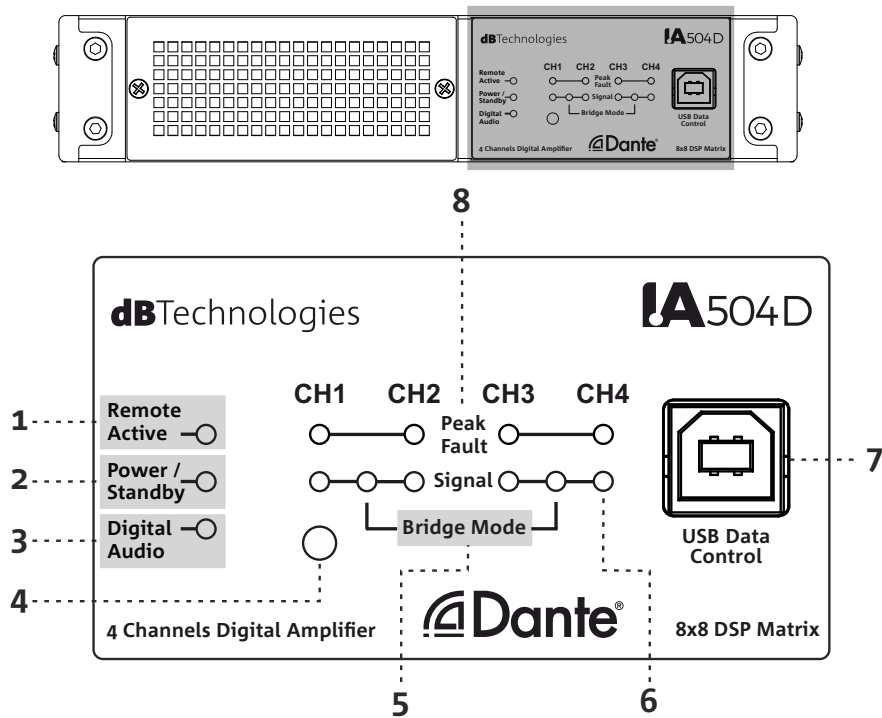 dBTechnologies
!A504D
CH1 CH2 CH3 CH4
Remote
Active
Peak
Fault
Power /
Standby
Signal
Digital
Audio
Bridge Mode
USB Data
Control
4 Channels Digital Amplifier
Dante®
8x8 DSP Matrix
8
dBTechnologies
!A504D
CH1 CH2 CH3 CH4
1
Remote
Active
Peak
Fault
2
Power /
Standby
Signal
7
3
Digital
Audio
Bridge Mode
USB Data
Control
4
4 Channels Digital Amplifier
Dante®
8x8 DSP Matrix
5
6